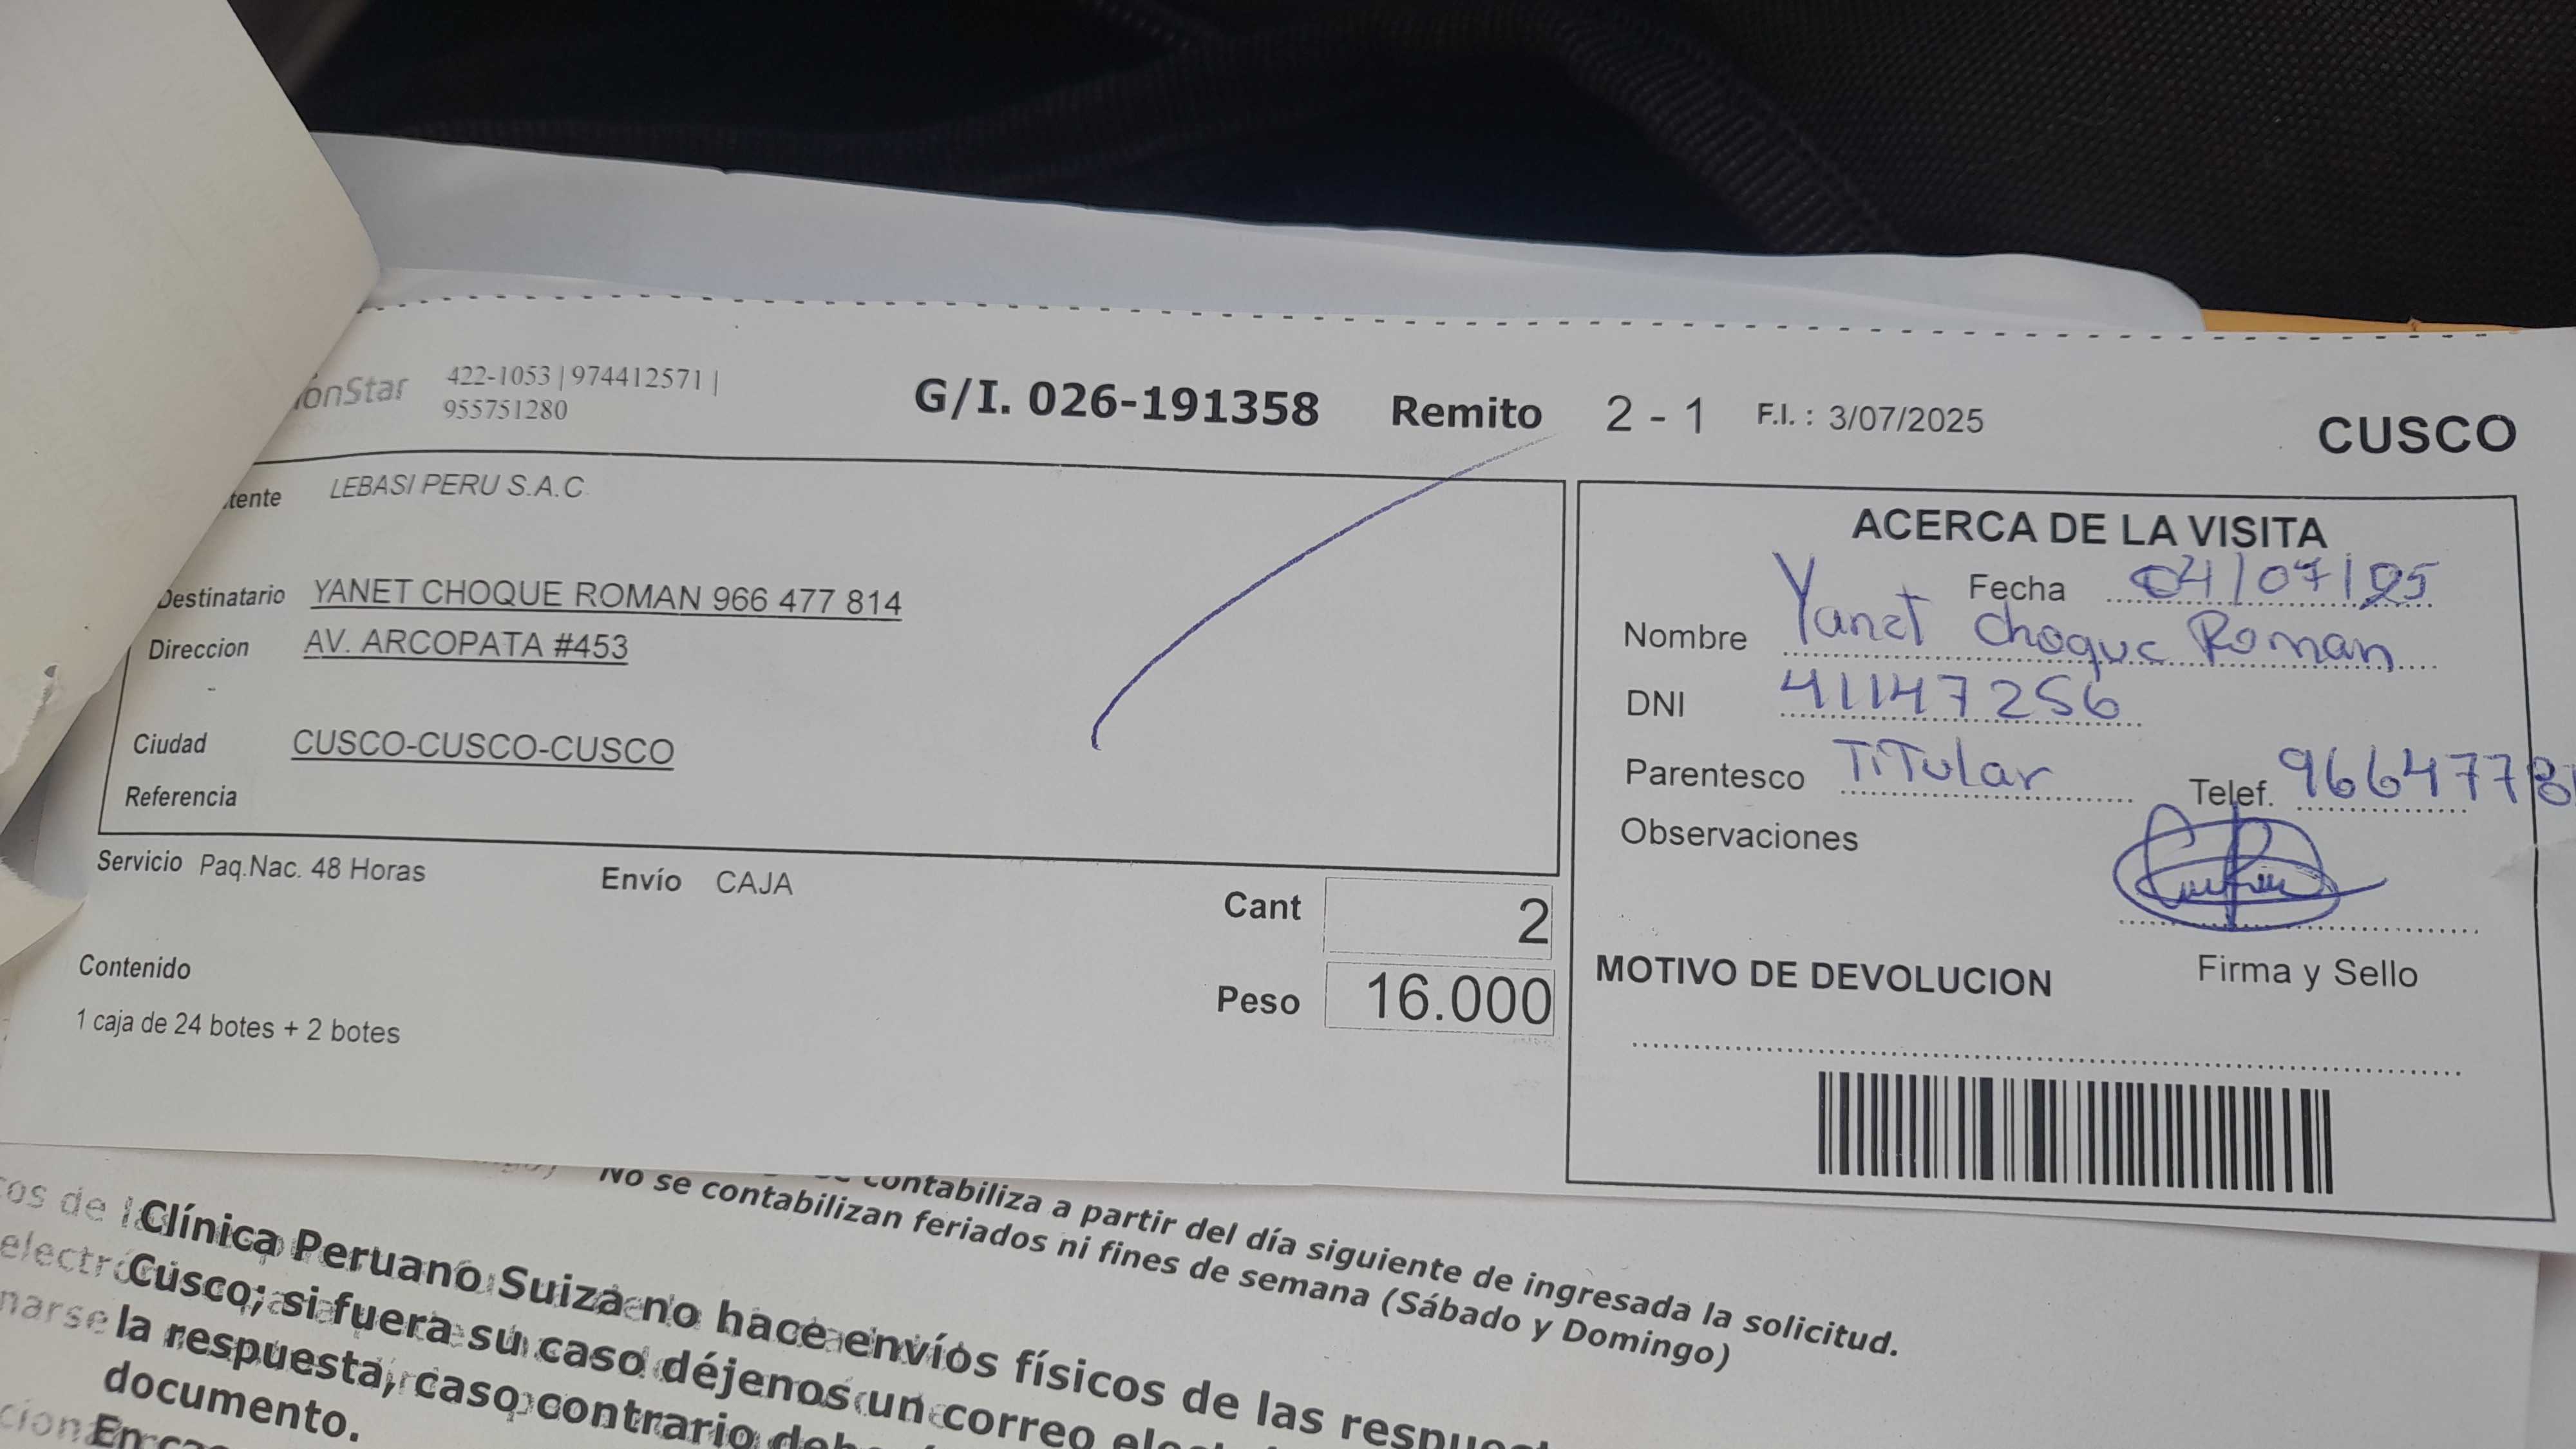 onStar 422-1053 | 974412571 |
955751280
G/I. 026-191358 Remito 2 - 1 F.I. : 3/07/2025 CUSCO
tente LEBASI PERU S.A.C
Destinatario YANET CHOQUE ROMAN 966 477 814
Direccion AV. ARCOPATA #453
Ciudad CUSCO-CUSCO-CUSCO
Referencia
Servicio Paq.Nac. 48 Horas Envío CAJA
Cant 2
Peso 16.000
Contenido
1 caja de 24 botes + 2 botes
ACERCA DE LA VISITA
Fecha 04/07/25
Nombre Yanet Choque Roman
DNI 41147256
Parentesco TiTular Telef. 96647781
Observaciones
Firma y Sello
MOTIVO DE DEVOLUCION
contabiliza a partir del día siguiente de ingresada la solicitud.
No se contabilizan feriados ni fines de semana (Sábado y Domingo)
Clínica Peruano Suiza no hace envíos físicos de las
Cusco; si fuera su caso déjenos un correo
la respuesta, caso contrario
documento.
En